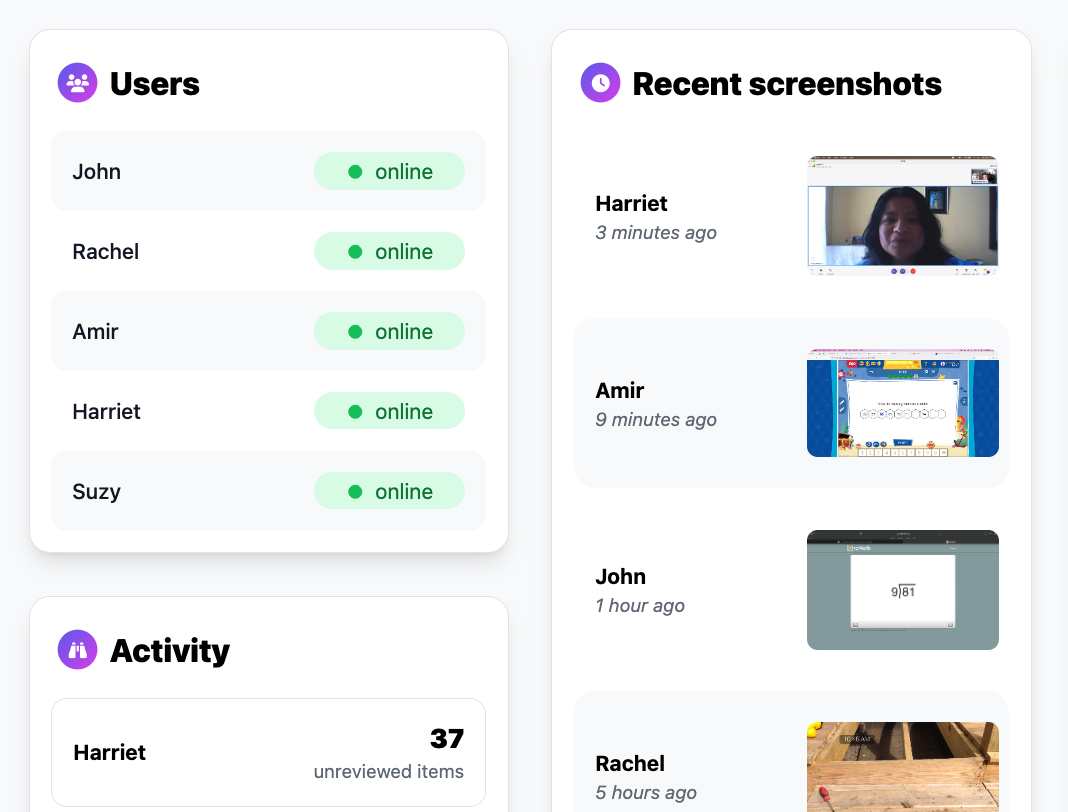 Users
John
online
Rachel
online
Amir
online
Harriet
online
Suzy
online
Activity
Harriet
37
unreviewed items
Recent screenshots
Harriet
3 minutes ago
Amir
9 minutes ago
John
1 hour ago
9)81
Rachel
5 hours ago